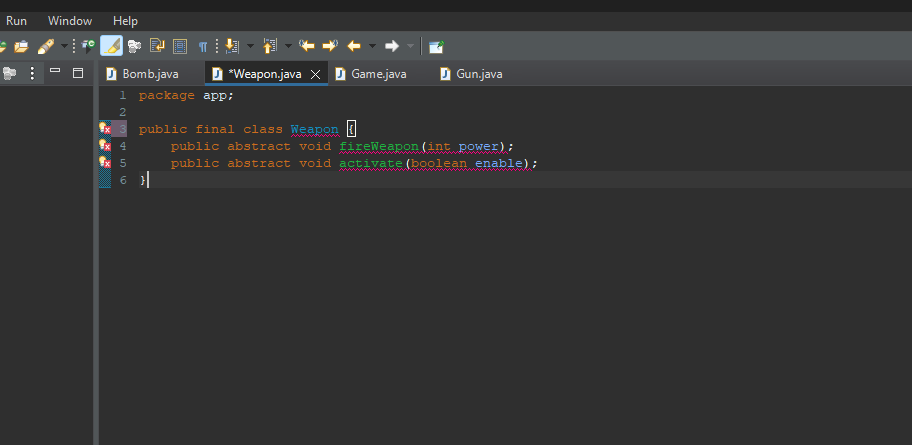 Run Window Help
Bomb.java *Weapon.java Game.java Gun.java
1 package app;
2
3 public final class Weapon {
4 public abstract void fireWeapon(int power);
5 public abstract void activate(boolean enable);
6 }